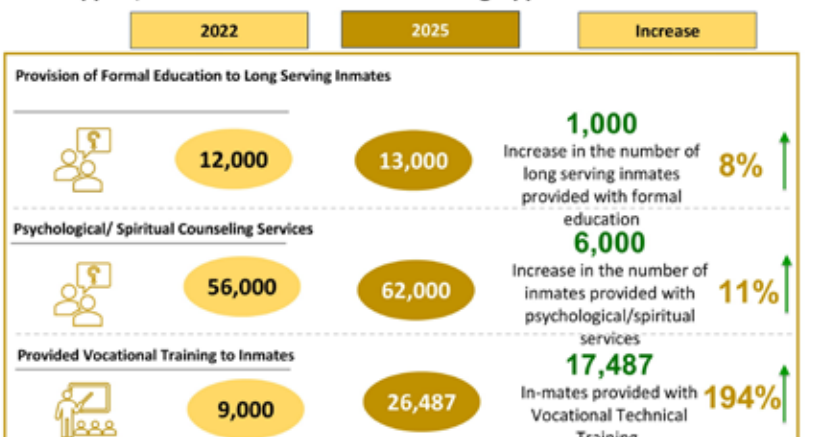 2022
2025
Increase
Provision of Formal Education to Long Serving Inmates
12,000
13,000
1,000
Increase in the number of
long serving inmates
provided with formal
education
8%
Psychological/ Spiritual Counseling Services
56,000
62,000
6,000
Increase in the number of
inmates provided with
psychological/spiritual
services
11%
Provided Vocational Training to Inmates
9,000
26,487
17,487
In-mates provided with
Vocational Technical
Training
194%